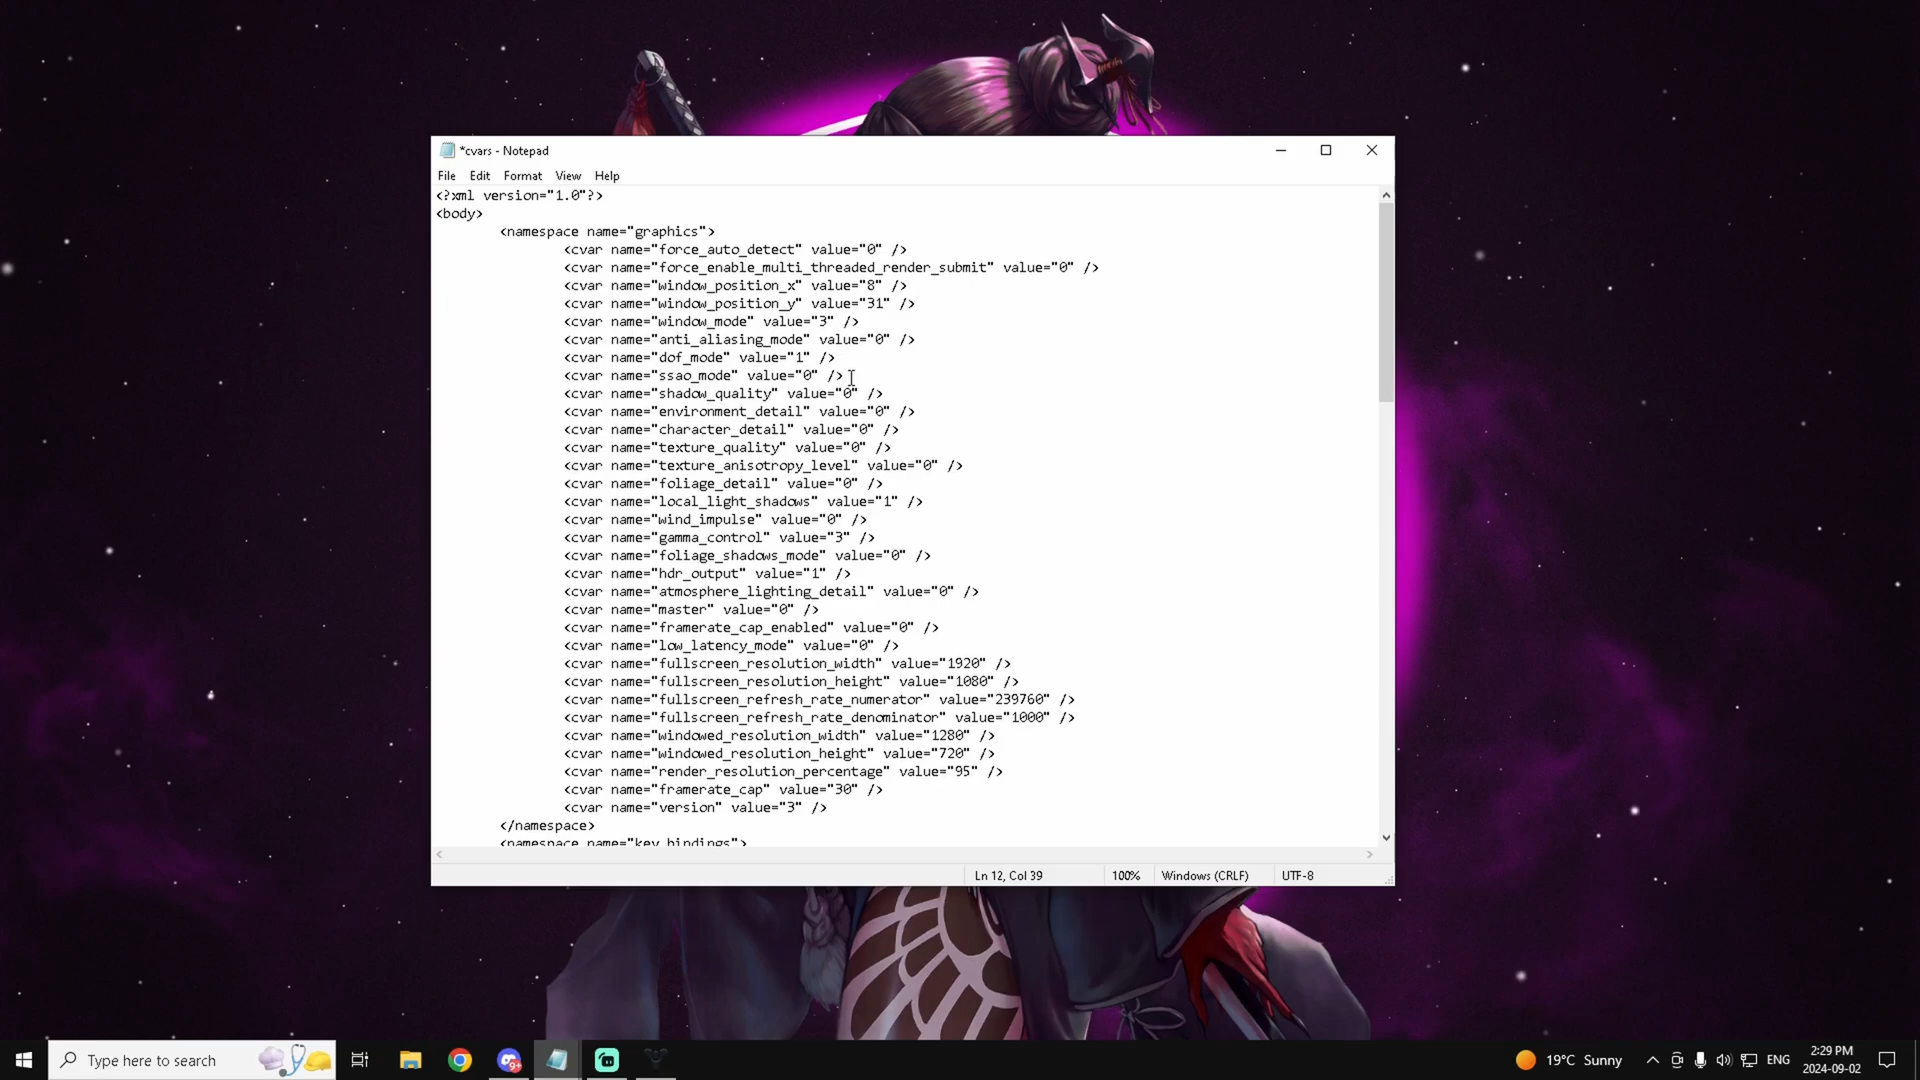 *cvars - Notepad
File Edit Format View Help
<?xml version="1.0"?>
<body>
<namespace name="graphics">
<cvar name="force_auto_detect" value="0" />
<cvar name="force_enable_multi_threaded_render_submit" value="0" />
<cvar name="window_position_x" value="8" />
<cvar name="window_position_y" value="31" />
<cvar name="window_mode" value="3" />
<cvar name="anti_aliasing_mode" value="0" />
<cvar name="dof_mode" value="1" />
<cvar name="ssao_mode" value="0" />
<cvar name="shadow_quality" value="0" />
<cvar name="environment_detail" value="0" />
<cvar name="character_detail" value="0" />
<cvar name="texture_quality" value="0" />
<cvar name="texture_anisotropy_level" value="0" />
<cvar name="foliage_detail" value="0" />
<cvar name="local_light_shadows" value="1" />
<cvar name="wind_impulse" value="0" />
<cvar name="gamma_control" value="3" />
<cvar name="foliage_shadows_mode" value="0" />
<cvar name="hdr_output" value="1" />
<cvar name="atmosphere_lighting_detail" value="0" />
<cvar name="master" value="0" />
<cvar name="framerate_cap_enabled" value="0" />
<cvar name="low_latency_mode" value="0" />
<cvar name="fullscreen_resolution_width" value="1920" />
<cvar name="fullscreen_resolution_height" value="1080" />
<cvar name="fullscreen_refresh_rate_numerator" value="239760" />
<cvar name="fullscreen_refresh_rate_denominator" value="1000" />
<cvar name="windowed_resolution_width" value="1280" />
<cvar name="windowed_resolution_height" value="720" />
<cvar name="render_resolution_percentage" value="95" />
<cvar name="framerate_cap" value="30" />
<cvar name="version" value="3" />
</namespace>
<namespace name="key_bindings">
Ln 12, Col 39 100% Windows (CRLF) UTF-8
Type here to search 9+ 19°C Sunny ENG 2:29 PM
2024-09-02